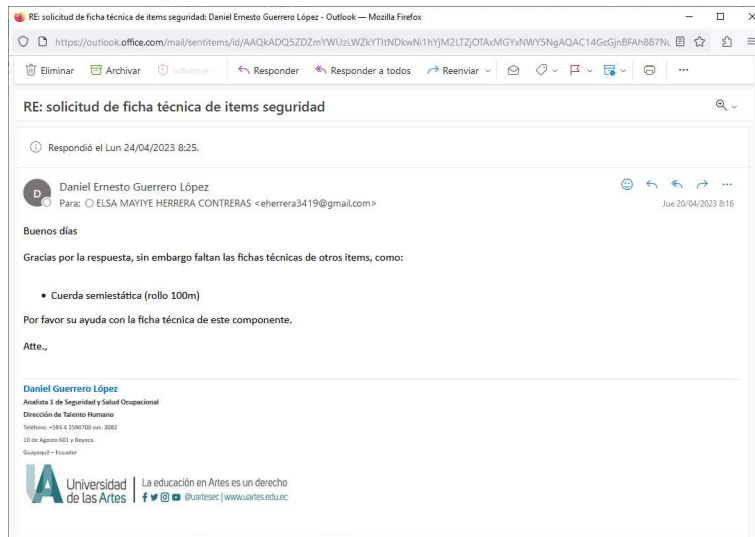 RE: solicitud de ficha técnica de items seguridad: Daniel Ernesto Guerrero López - Outlook — Mozilla Firefox
Eliminar Archivar Informar Responder Responder a todos Reenviar
RE: solicitud de ficha técnica de items seguridad
Respondió el Lun 24/04/2023 8:25.
D
Daniel Ernesto Guerrero López
Para: ELSA MAYIYE HERRERA CONTRERAS <eherrera3419@gmail.com>
Jue 20/04/2023 8:16
Buenos días
Gracias por la respuesta, sin embargo faltan las fichas técnicas de otros items, como:
• Cuerda semiestática (rollo 100m)
Por favor su ayuda con la ficha técnica de este componente.
Atte.,
Daniel Guerrero López
Analista 1 de Seguridad y Salud Ocupacional
Dirección de Talento Humano
Teléfono: +593 4 2590700 ext. 3082
10 de Agosto 601 y Boyaca.
Guayaquil – Ecuador
UA
Universidad
de las Artes
La educación en Artes es un derecho
@uartesec | www.uartes.edu.ec